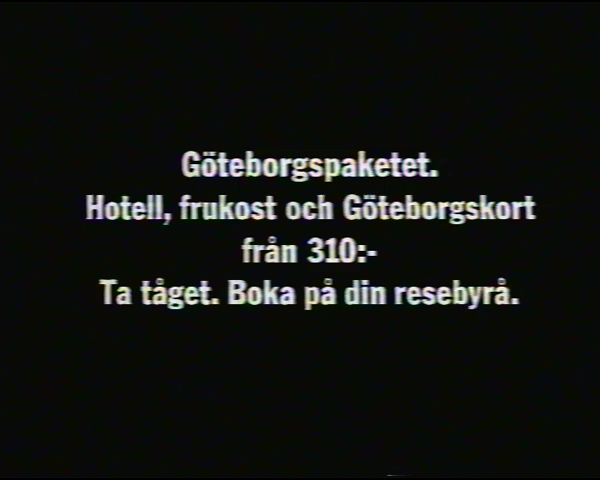 Göteborgspaketet.
Hotell, frukost och Göteborgskort
från 310:-
Ta tåget. Boka på din resebyrå.